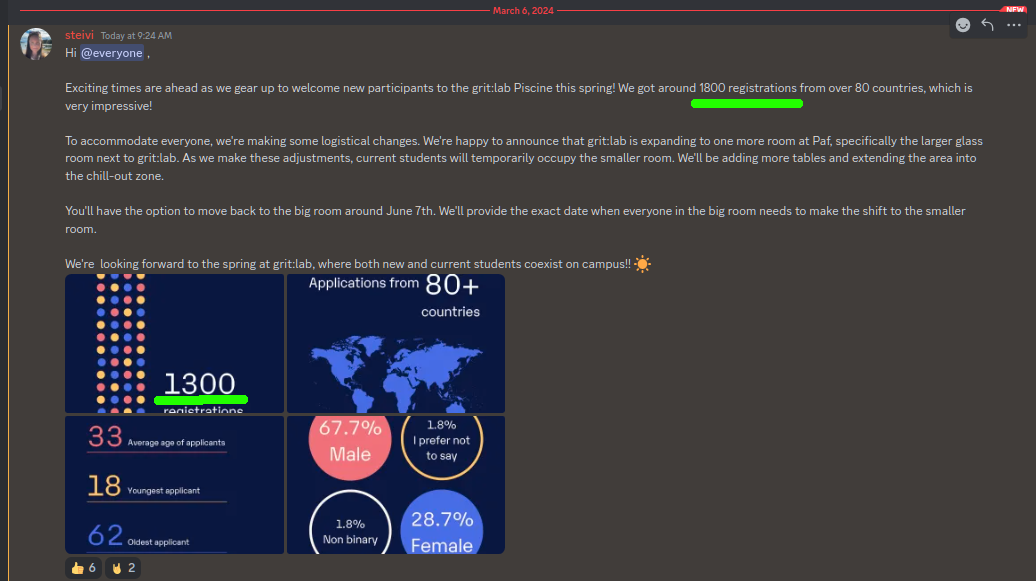 March 6, 2024
NEW
steivi Today at 9:24 AM
Hi @everyone ,
Exciting times are ahead as we gear up to welcome new participants to the grit:lab Piscine this spring! We got around 1800 registrations from over 80 countries, which is
very impressive!
To accommodate everyone, we're making some logistical changes. We're happy to announce that grit:lab is expanding to one more room at Paf, specifically the larger glass
room next to grit:lab. As we make these adjustments, current students will temporarily occupy the smaller room. We'll be adding more tables and extending the area into
the chill-out zone.
You'll have the option to move back to the big room around June 7th. We'll provide the exact date when everyone in the big room needs to make the shift to the smaller
room.
We're looking forward to the spring at grit:lab, where both new and current students coexist on campus!!
1300
registrations
Applications from 80+
countries
33 Average age of applicants
18 Youngest applicant
62 Oldest applicant
67.7%
Male
1.8%
I prefer not
to say
1.8%
Non binary
28.7%
Female
6
2